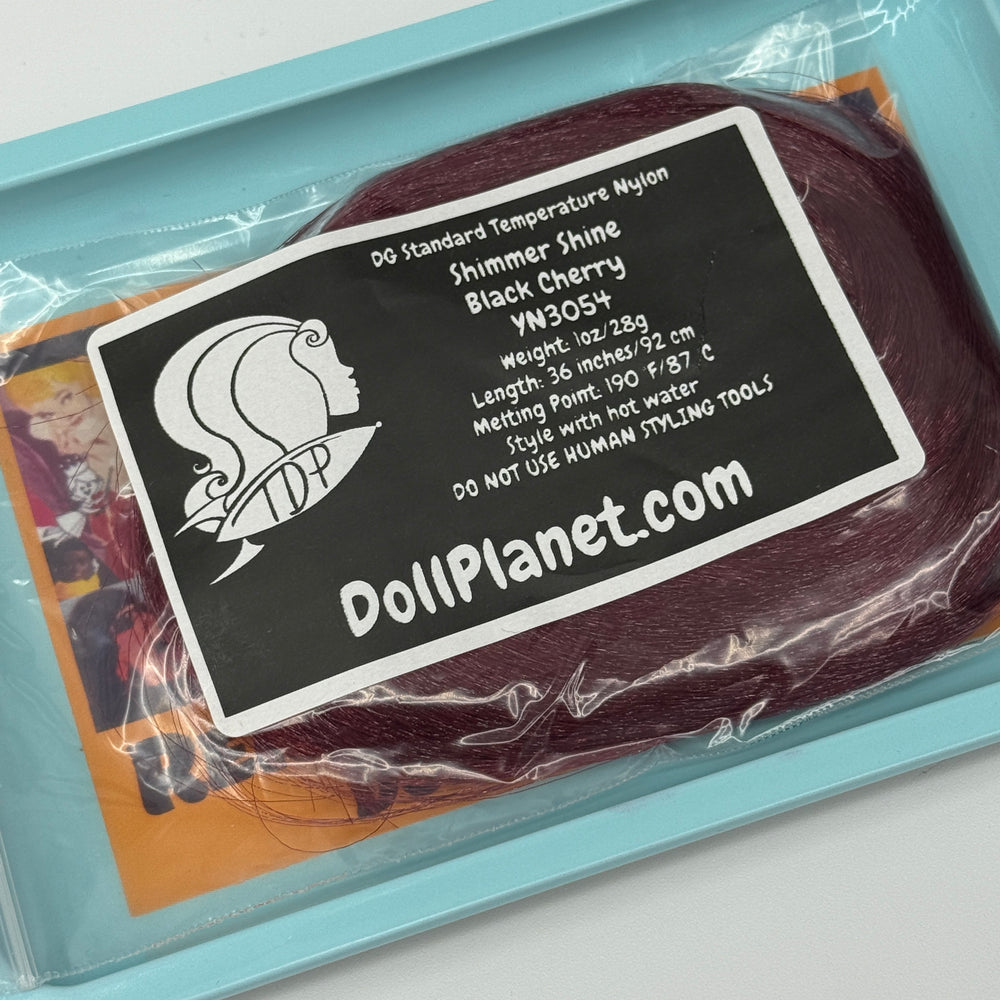 DG Standard Temperature Nylon
Shimmer Shine
Black Cherry
YN3054
Weight: 1oz/28g
Length: 36 inches/92 cm
Melting Point: 190 F/87 C
Style with hot water
DO NOT USE HUMAN STYLING TOOLS
TDP
DollPlanet.com